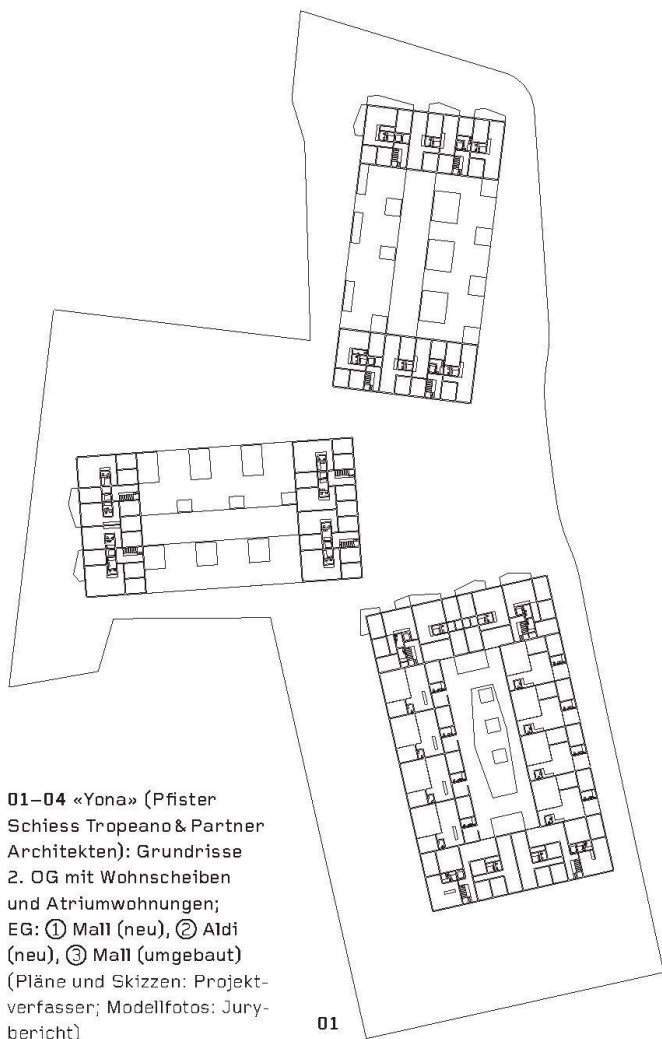 01–04 «Yona» (Pfister
Schiess Tropeano & Partner
Architekten): Grundrisse
2. OG mit Wohnscheiben
und Atriumwohnungen;
EG: ① Mall (neu), ② Aldi
(neu), ③ Mall (umgebaut)
(Pläne und Skizzen: Projekt-
verfasser; Modellfotos: Jury-
bericht)
01